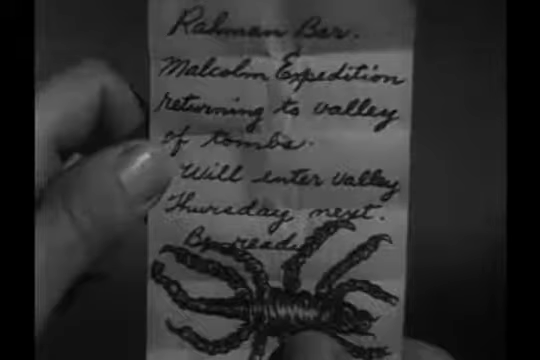 Rahman Bar.
Malcolm Expedition
returning to valley
of tombs.
Will enter valley
Thursday next.
Be ready